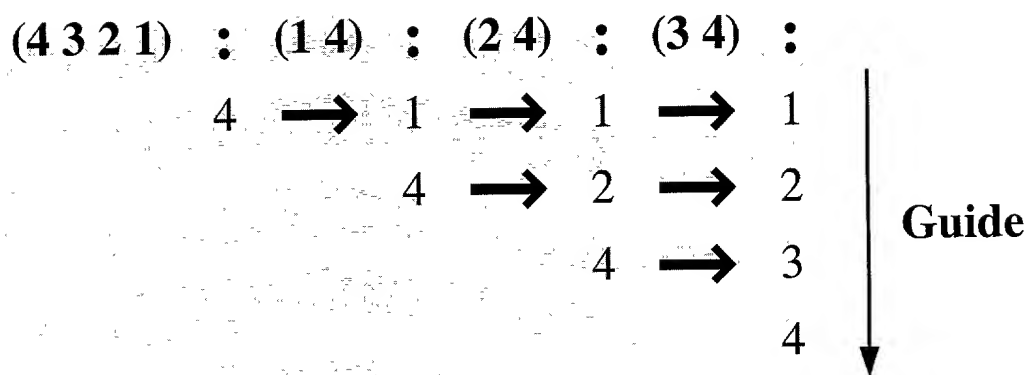 (4 3 2 1) : (1 4) : (2 4) : (3 4) :
4 → 1 → 1 → 1
4 → 2 → 2
4 → 3
4
Guide